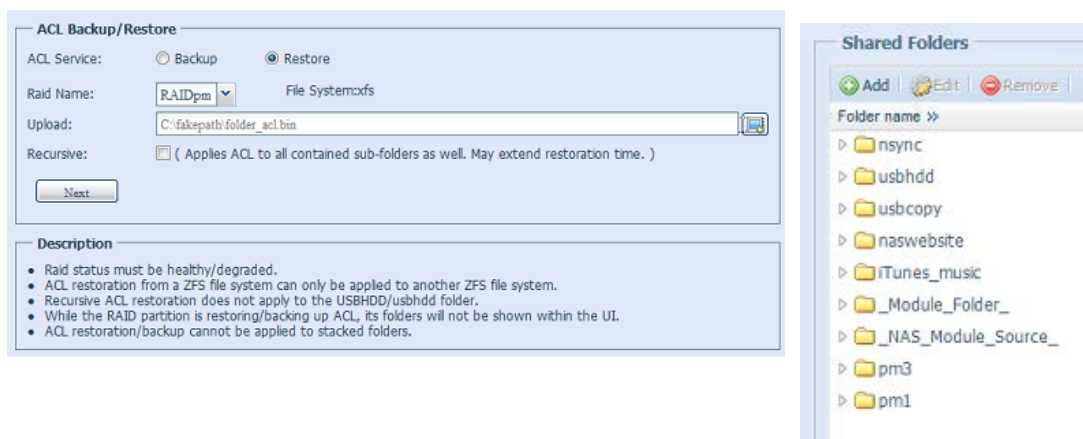 ACL Backup/Restore
ACL Service: Backup Restore
Raid Name: RAIDpm File System:xfs
Upload: C:\fakepath\folder_acl.bin
Recursive: ( Applies ACL to all contained sub-folders as well. May extend restoration time. )
Next
Description
• Raid status must be healthy/degraded.
• ACL restoration from a ZFS file system can only be applied to another ZFS file system.
• Recursive ACL restoration does not apply to the USBHDD/usbhdd folder.
• While the RAID partition is restoring/backing up ACL, its folders will not be shown within the UI.
• ACL restoration/backup cannot be applied to stacked folders.
Shared Folders
Add Edit Remove
Folder name »
nsync
usbhdd
usbcopy
naswebsite
iTunes_music
_Module_Folder_
_NAS_Module_Source_
pm3
pm1